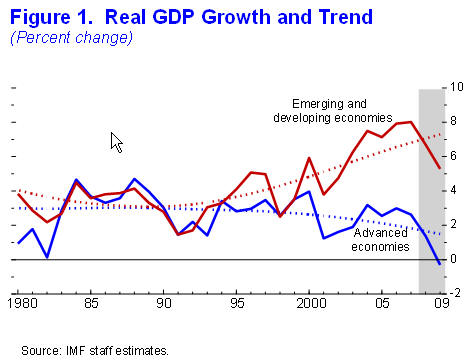 Figure 1.  Real GDP Growth and Trend
(Percent change)
10
Emerging and
developing economies
8
6
4
2
Advanced
economies
0
-2
1980 85 90 95 2000 05 09
Source: IMF staff estimates.